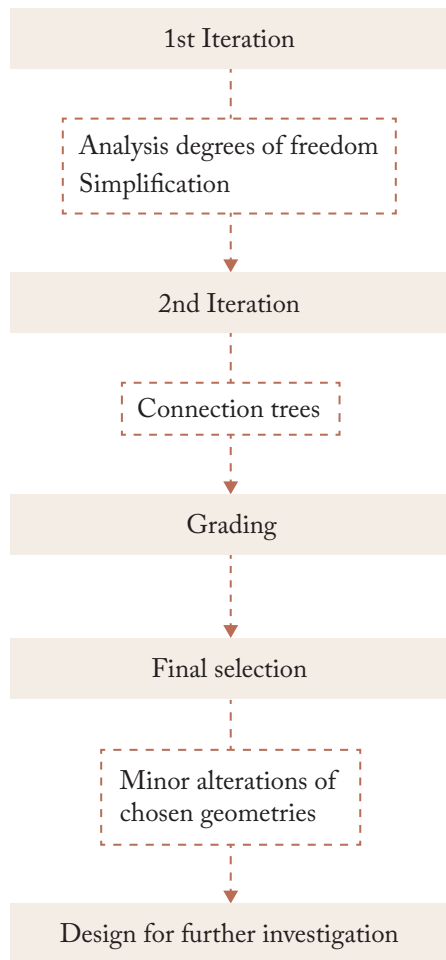 1st Iteration
Analysis degrees of freedom
Simplification
2nd Iteration
Connection trees
Grading
Final selection
Minor alterations of
chosen geometries
Design for further investigation